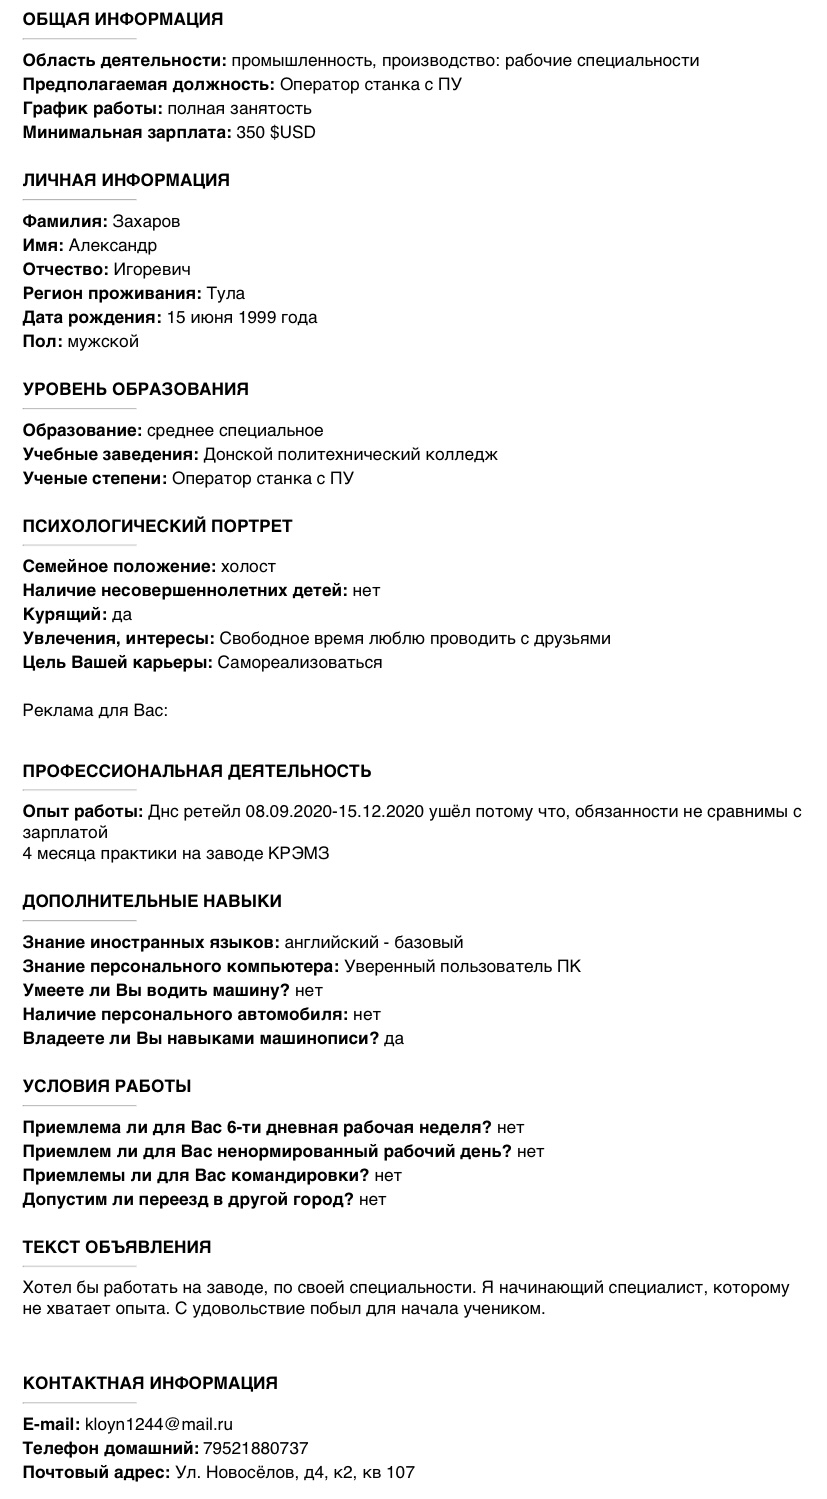 ОБЩАЯ ИНФОРМАЦИЯ
Область деятельности: промышленность, производство: рабочие специальности
Предполагаемая должность: Оператор станка с ПУ
График работы: полная занятость
Минимальная зарплата: 350 $USD
ЛИЧНАЯ ИНФОРМАЦИЯ
Фамилия: Захаров
Имя: Александр
Отчество: Игоревич
Регион проживания: Тула
Дата рождения: 15 июня 1999 года
Пол: мужской
УРОВЕНЬ ОБРАЗОВАНИЯ
Образование: среднее специальное
Учебные заведения: Донской политехнический колледж
Ученые степени: Оператор станка с ПУ
ПСИХОЛОГИЧЕСКИЙ ПОРТРЕТ
Семейное положение: холост
Наличие несовершеннолетних детей: нет
Курящий: да
Увлечения, интересы: Свободное время люблю проводить с друзьями
Цель Вашей карьеры: Самореализоваться
Реклама для Вас:
ПРОФЕССИОНАЛЬНАЯ ДЕЯТЕЛЬНОСТЬ
Опыт работы: Днс ретейл 08.09.2020-15.12.2020 ушёл потому что, обязанности не сравнимы с
зарплатой
4 месяца практики на заводе КРЭМЗ
ДОПОЛНИТЕЛЬНЫЕ НАВЫКИ
Знание иностранных языков: английский - базовый
Знание персонального компьютера: Уверенный пользователь ПК
Умеете ли Вы водить машину? нет
Наличие персонального автомобиля: нет
Владеете ли Вы навыками машинописи? да
УСЛОВИЯ РАБОТЫ
Приемлема ли для Вас 6-ти дневная рабочая неделя? нет
Приемлем ли для Вас ненормированный рабочий день? нет
Приемлемы ли для Вас командировки? нет
Допустим ли переезд в другой город? нет
ТЕКСТ ОБЪЯВЛЕНИЯ
Хотел бы работать на заводе, по своей специальности. Я начинающий специалист, которому
не хватает опыта. С удовольствие побыл для начала учеником.
КОНТАКТНАЯ ИНФОРМАЦИЯ
E-mail: kloyn1244@mail.ru
Телефон домашний: 79521880737
Почтовый адрес: Ул. Новосёлов, д4, к2, кв 107